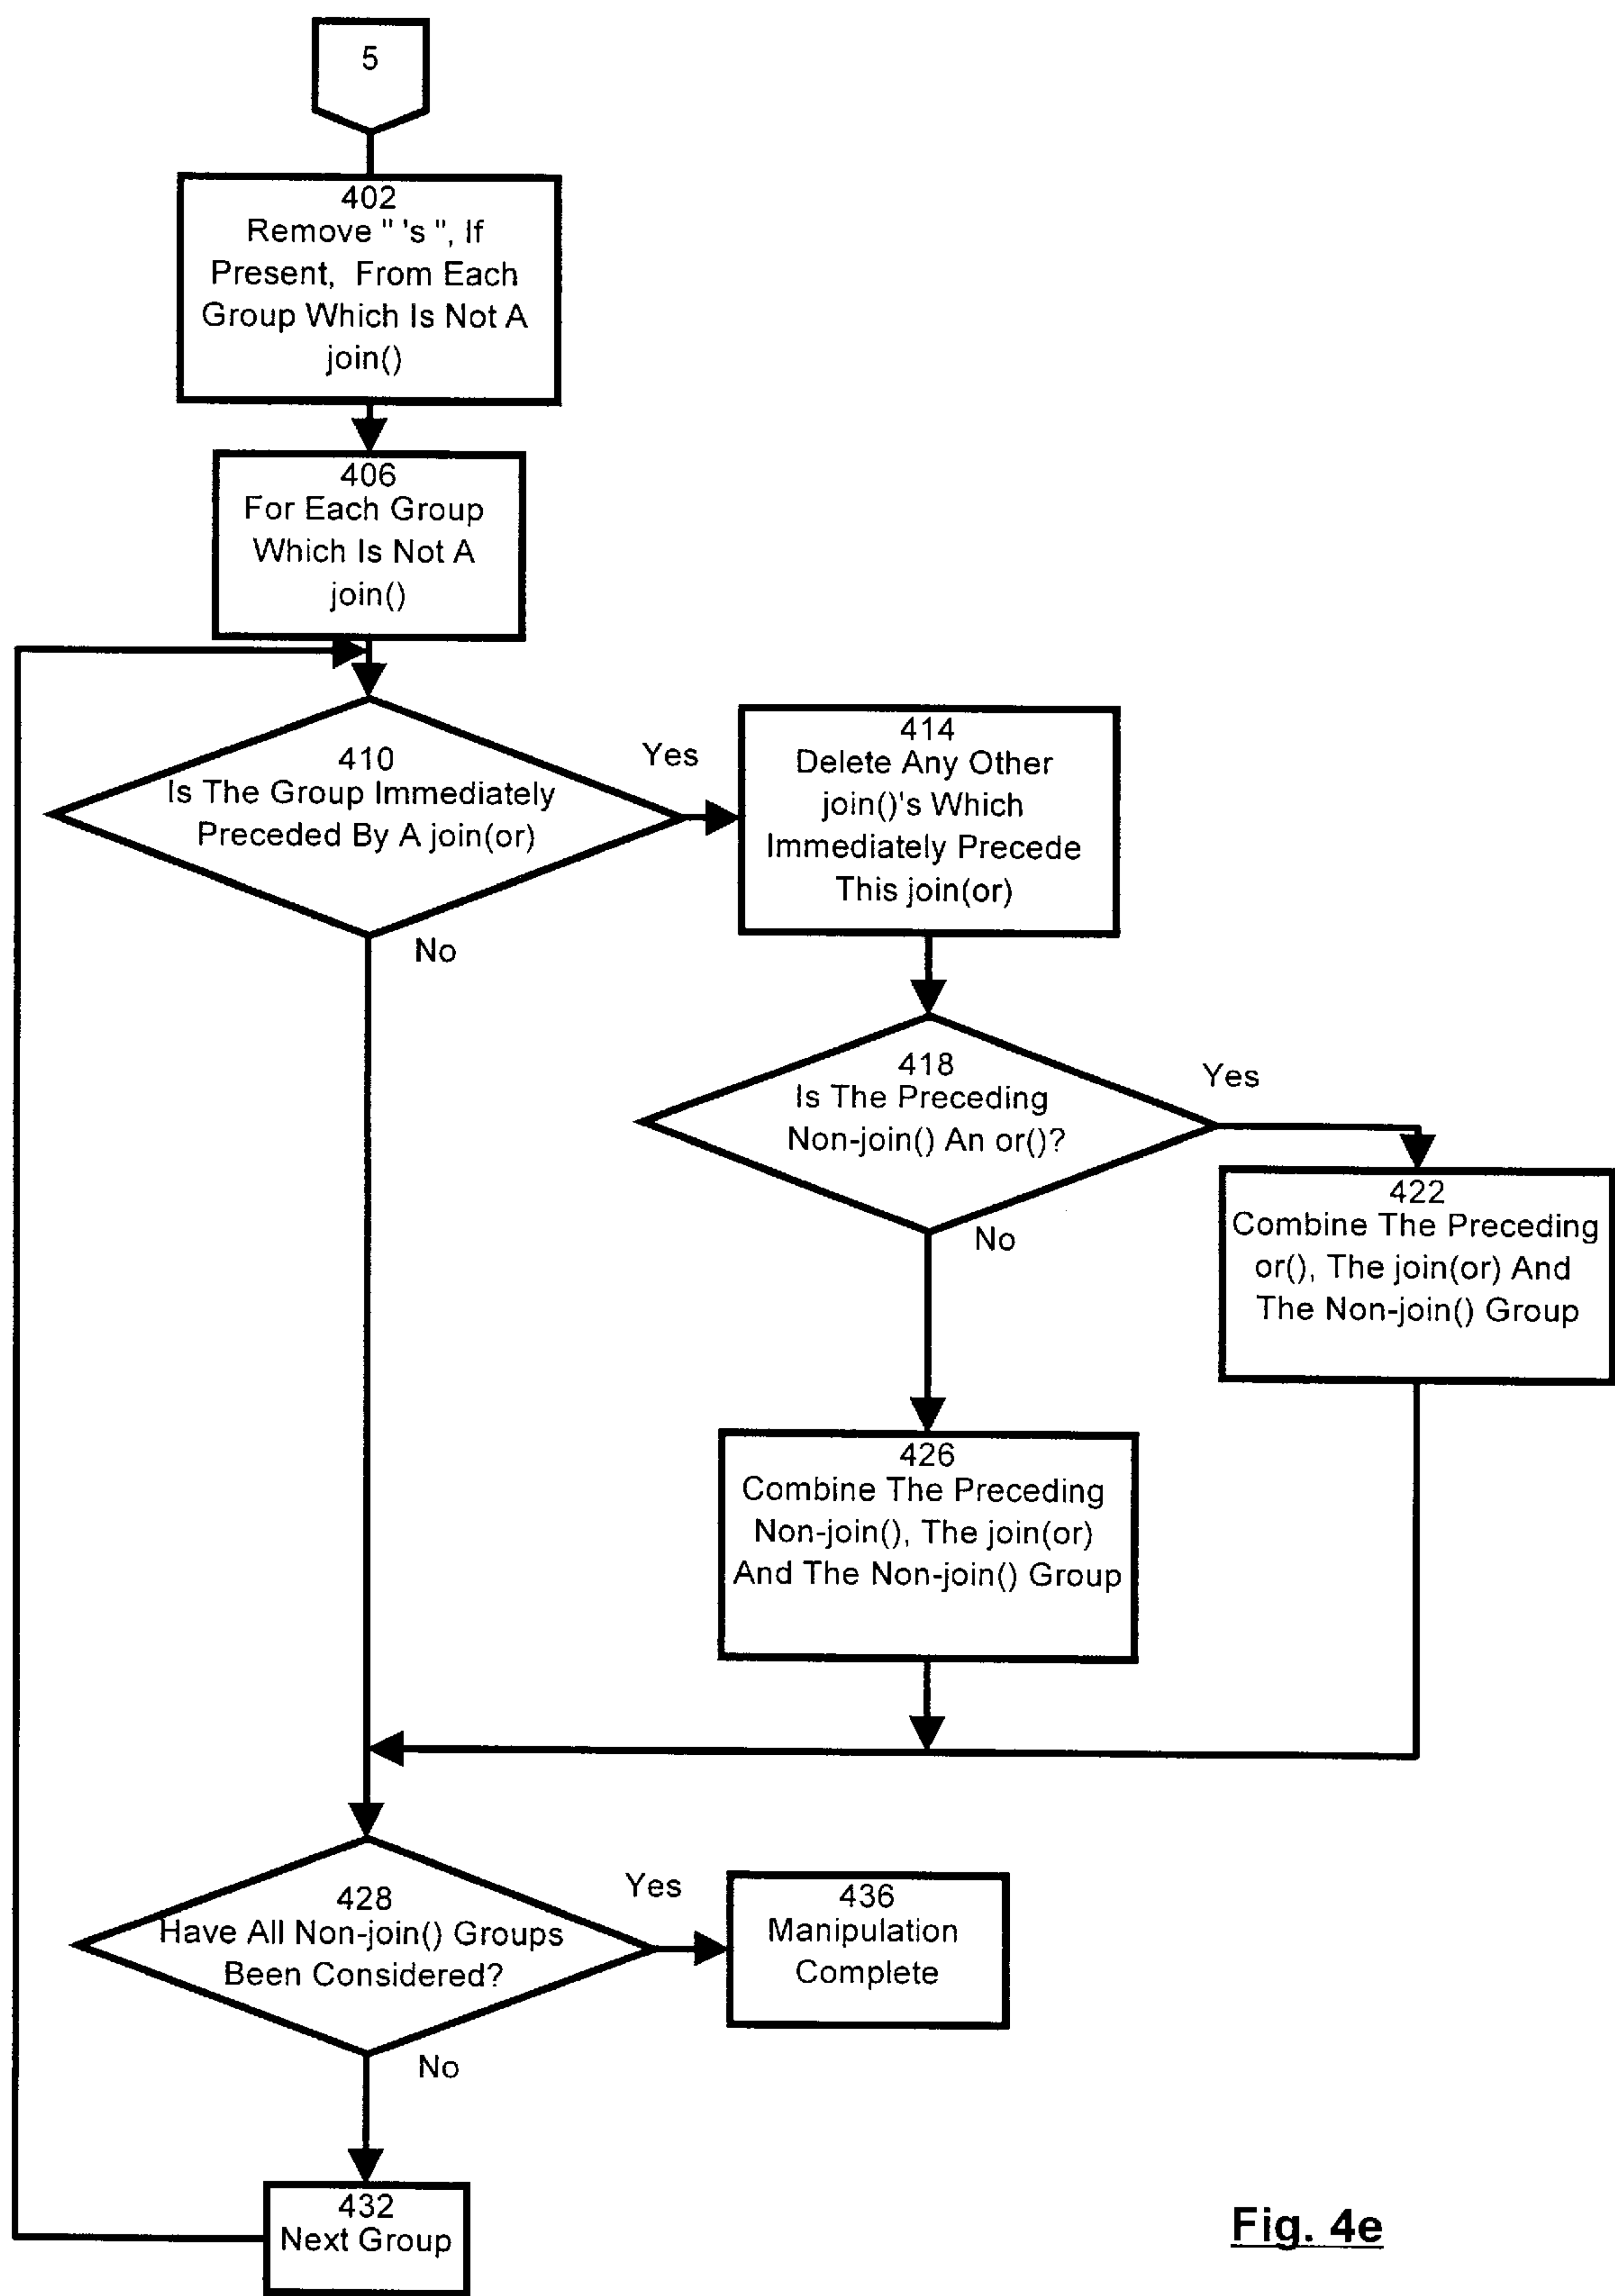 5
402
Remove " 's ", If
Present, From Each
Group Which Is Not A
join()
406
For Each Group
Which Is Not A
join()
410
Is The Group Immediately
Preceded By A join(or)
Yes
No
414
Delete Any Other
join()'s Which
Immediately Precede
This join(or)
418
Is The Preceding
Non-join() An or()?
Yes
No
422
Combine The Preceding
or(), The join(or) And
The Non-join() Group
426
Combine The Preceding
Non-join(), The join(or)
And The Non-join() Group
428
Have All Non-join() Groups
Been Considered?
Yes
No
436
Manipulation
Complete
432
Next Group
Fig. 4e